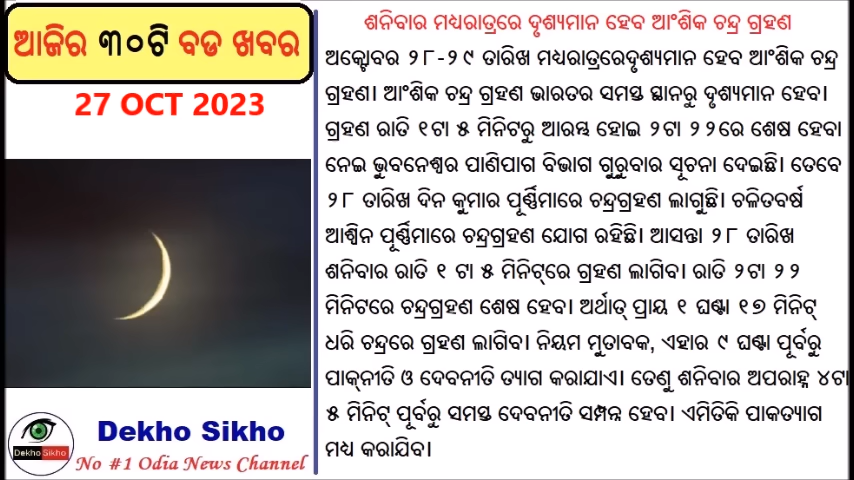 ଆଜିର ୩୦ଟି ବଡ ଖବର
27 OCT 2023
Dekho Sikho
Dekho Sikho
No #1 Odia News Channel
ଶନିବାର ମଧ୍ୟରାତ୍ରରେ ଦୃଶ୍ୟମାନ ହେବ ଆଂଶିକ ଚନ୍ଦ୍ର ଗ୍ରହଣ
ଅକ୍ଟୋବର ୨୮-୨୯ ତାରିଖ ମଧ୍ୟରାତ୍ରରେଦୃଶ୍ୟମାନ ହେବ ଆଂଶିକ ଚନ୍ଦ୍ର
ଗ୍ରହଣ। ଆଂଶିକ ଚନ୍ଦ୍ର ଗ୍ରହଣ ଭାରତର ସମସ୍ତ ସ୍ଥାନରୁ ଦୃଶ୍ୟମାନ ହେବ।
ଗ୍ରହଣ ରାତି ୧ଟା ୫ ମିନିଟରୁ ଆରମ୍ଭ ହୋଇ ୨ଟା ୨୨ରେ ଶେଷ ହେବା
ନେଇ ଭୁବନେଶ୍ୱର ପାଣିପାଗ ବିଭାଗ ଗୁରୁବାର ସୂଚନା ଦେଇଛି। ତେବେ
୨୮ ତାରିଖ ଦିନ କୁମାର ପୂର୍ଣ୍ଣିମାରେ ଚନ୍ଦ୍ରଗ୍ରହଣ ଲାଗୁଛି। ଚଳିତବର୍ଷ
ଆଶ୍ୱିନ ପୂର୍ଣ୍ଣିମାରେ ଚନ୍ଦ୍ରଗ୍ରହଣ ଯୋଗ ରହିଛି। ଆସନ୍ତା ୨୮ ତାରିଖ
ଶନିବାର ରାତି ୧ ଟା ୫ ମିନିଟ୍‌ରେ ଗ୍ରହଣ ଲାଗିବ। ରାତି ୨ଟା ୨୨
ମିନିଟରେ ଚନ୍ଦ୍ରଗ୍ରହଣ ଶେଷ ହେବ। ଅର୍ଥାତ୍ ପ୍ରାୟ ୧ ଘଣ୍ଟା ୧୭ ମିନିଟ୍
ଧରି ଚନ୍ଦ୍ରରେ ଗ୍ରହଣ ଲାଗିବ। ନିୟମ ମୁତାବକ, ଏହାର ୯ ଘଣ୍ଟା ପୂର୍ବରୁ
ପାକ୍‌ନୀତି ଓ ଦେବନୀତି ତ୍ୟାଗ କରାଯାଏ। ତେଣୁ ଶନିବାର ଅପରାହ୍ନ ୪ଟା
୫ ମିନିଟ୍ ପୂର୍ବରୁ ସମସ୍ତ ଦେବନୀତି ସମ୍ପନ୍ନ ହେବ। ଏମିତିକି ପାକତ୍ୟାଗ
ମଧ୍ୟ କରାଯିବ।